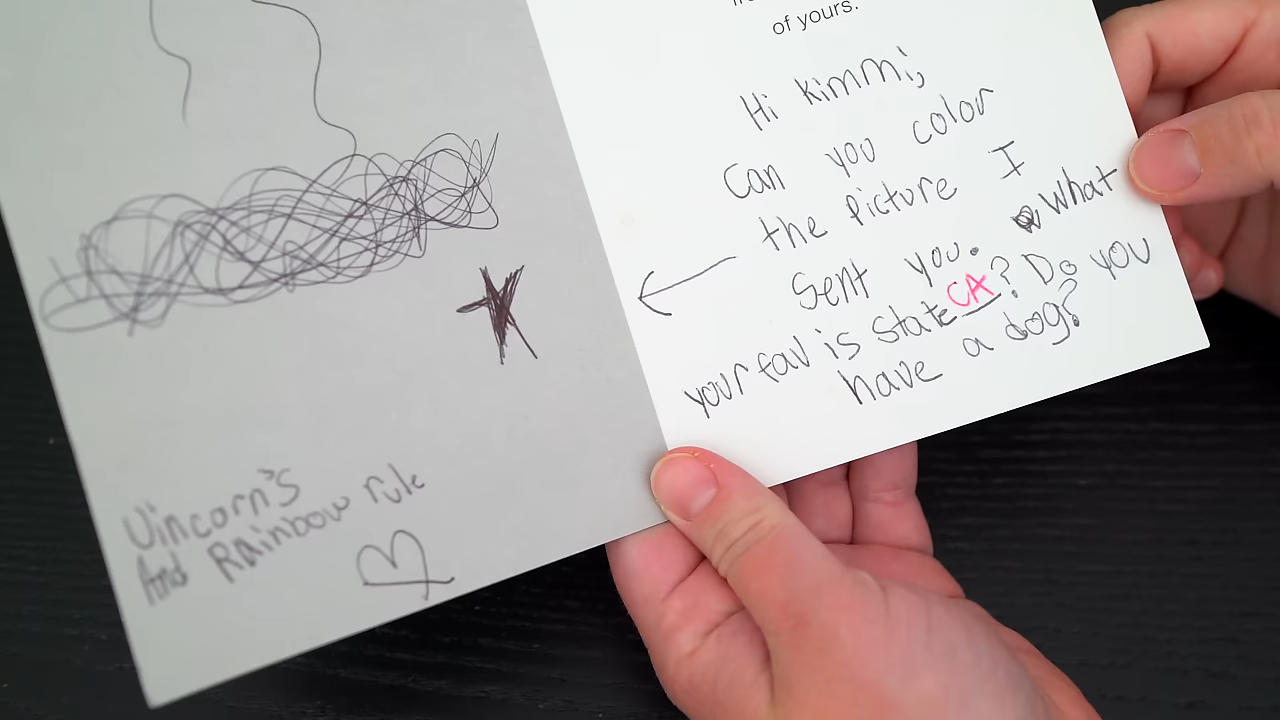 of yours.
Hi kimmi,
Can you color
the picture I
Sent you. What
your fav is state CA? Do you
have a dog?
Uincorn's
And RAinbow rule